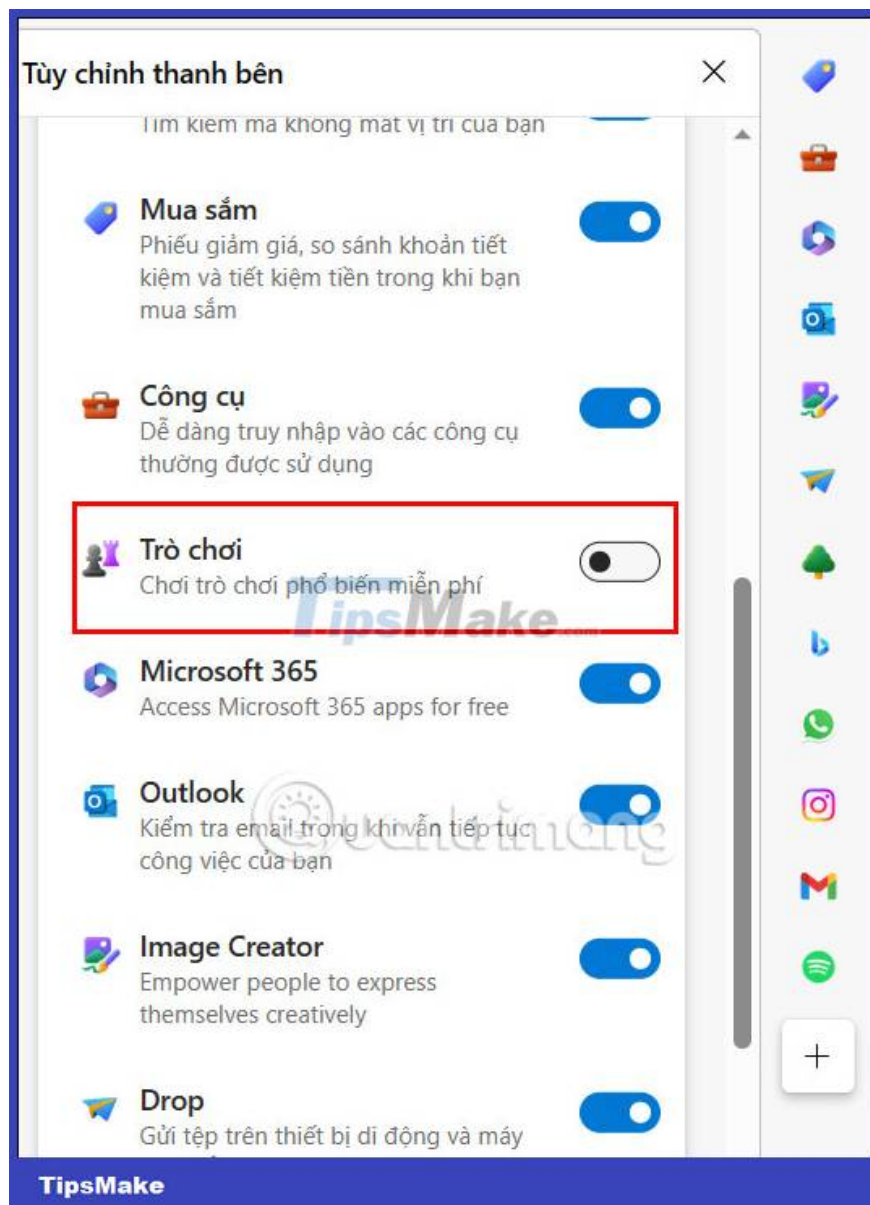 Tùy chỉnh thanh bên
Tìm kiếm mà không mất vị trí của bạn
Mua sắm
Phiếu giảm giá, so sánh khoản tiết
kiệm và tiết kiệm tiền trong khi bạn
mua sắm
Công cụ
Dễ dàng truy nhập vào các công cụ
thường được sử dụng
Trò chơi
Chơi trò chơi phổ biến miễn phí
TipsMake.com
Microsoft 365
Access Microsoft 365 apps for free
Outlook
Kiểm tra email trong khi vẫn tiếp tục
công việc của bạn
Quantrimang
Image Creator
Empower people to express
themselves creatively
Drop
Gửi tệp trên thiết bị di động và máy
TipsMake